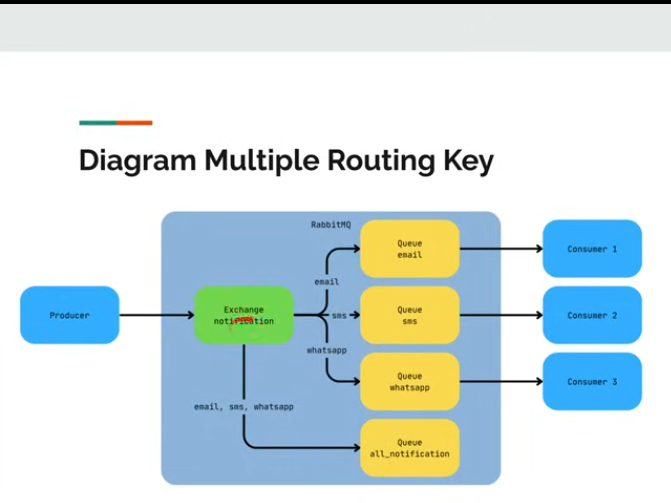 Diagram Multiple Routing Key
RabbitMQ
Queue
email
Consumer 1
email
Producer
Exchange
notification
sms
Queue
sms
Consumer 2
whatsapp
Queue
whatsapp
Consumer 3
email, sms, whatsapp
Queue
all_notification